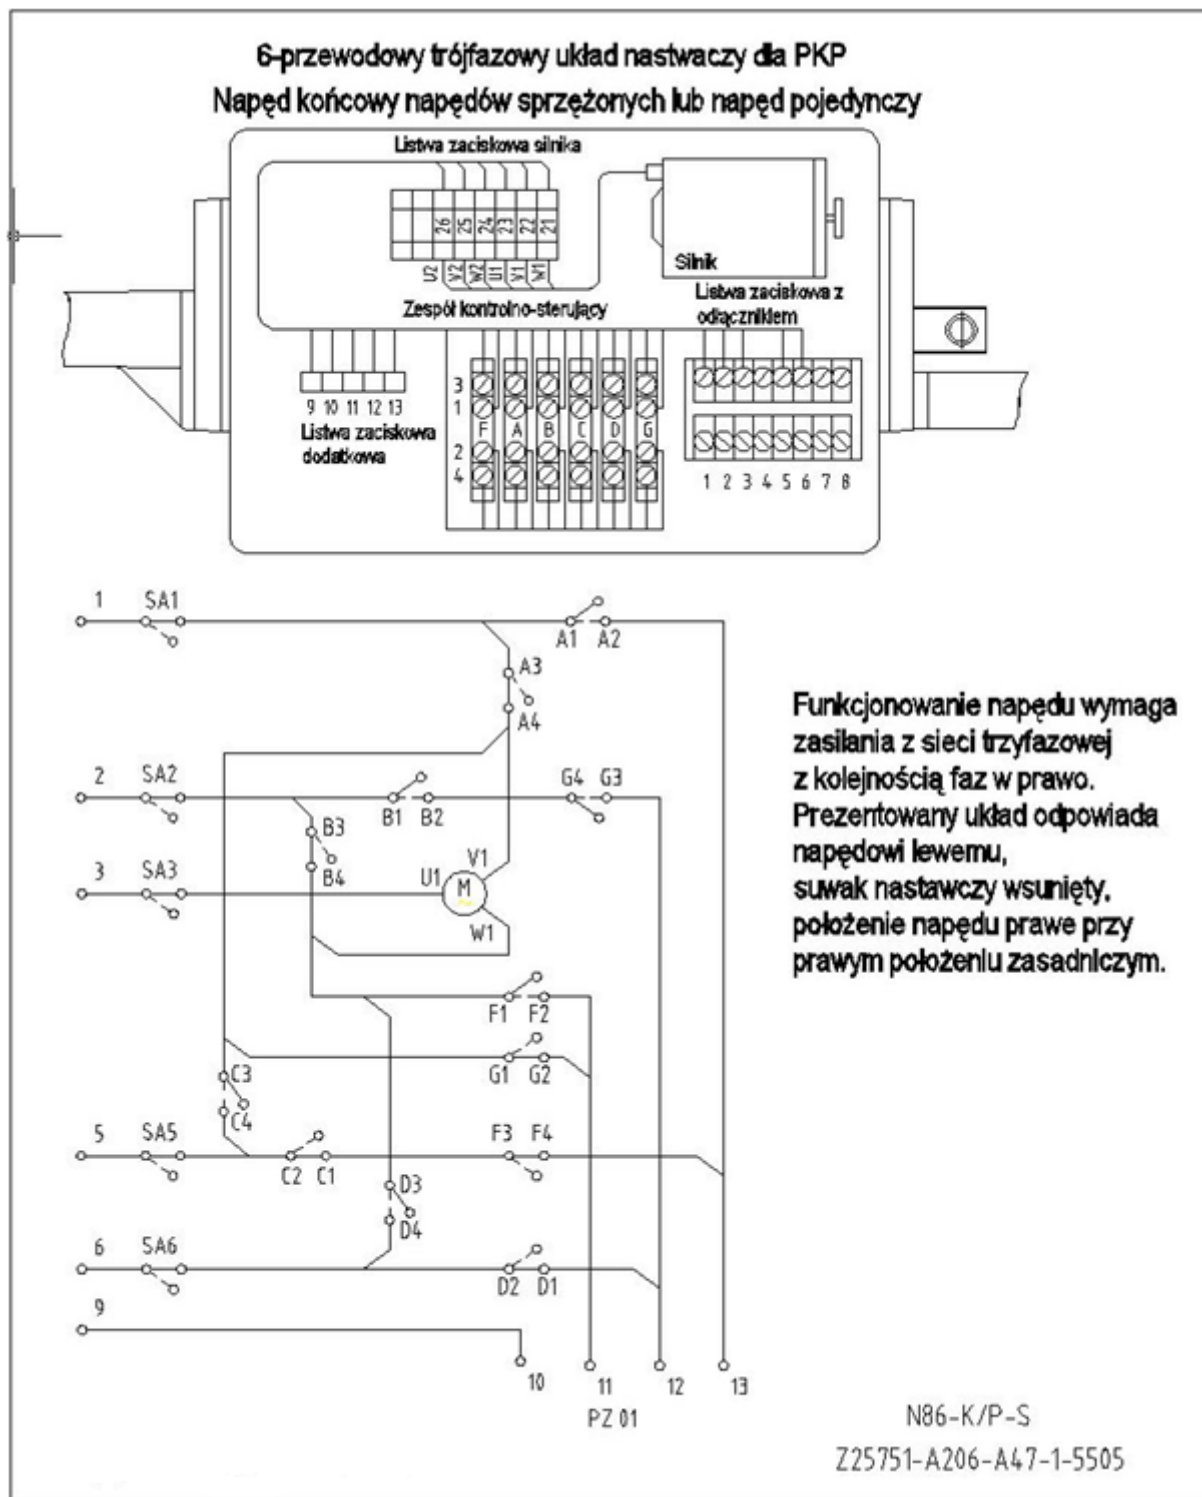 6-przewodowy trójfazowy układ nastwaczy dla PKP
Napęd końcowy napędów sprzężonych lub napęd pojedynczy
Listwa zaciskowa silnika
26 25 24 23 22 21
U2 V2 W2 U1 V1 W1
Silnik
Zespół kontrolno-sterujący
Listwa zaciskowa z
odłącznikiem
9 10 11 12 13
Listwa zaciskowa
dodatkowa
3
1
F A B C D G
2
4
1 2 3 4 5 6 7 8
1 SA1
A1 A2
A3
A4
2 SA2
B1 B2
G4 G3
B3
B4
3 SA3
U1 V1
M
~
W1
F1 F2
G1 G2
C3
C4
5 SA5
C2 C1
F3 F4
D3
D4
6 SA6
D2 D1
9
10 11 12 13
PZ 01
Funkcjonowanie napędu wymaga
zasilania z sieci trzyfazowej
z kolejnością faz w prawo.
Prezentowany układ odpowiada
napędowi lewemu,
suwak nastawczy wsunięty,
położenie napędu prawe przy
prawym położeniu zasadniczym.
N86-K/P-S
Z25751-A206-A47-1-5505